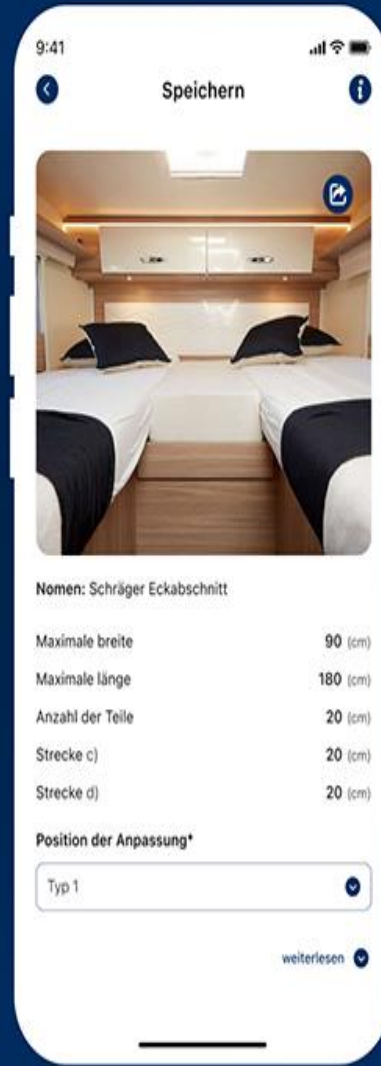 9:41
Speichern
Nomen: Schräger Eckabschnitt
Maximale breite 90 (cm)
Maximale länge 180 (cm)
Anzahl der Teile 20 (cm)
Strecke c) 20 (cm)
Strecke d) 20 (cm)
Position der Anpassung*
Typ 1
weiterlesen